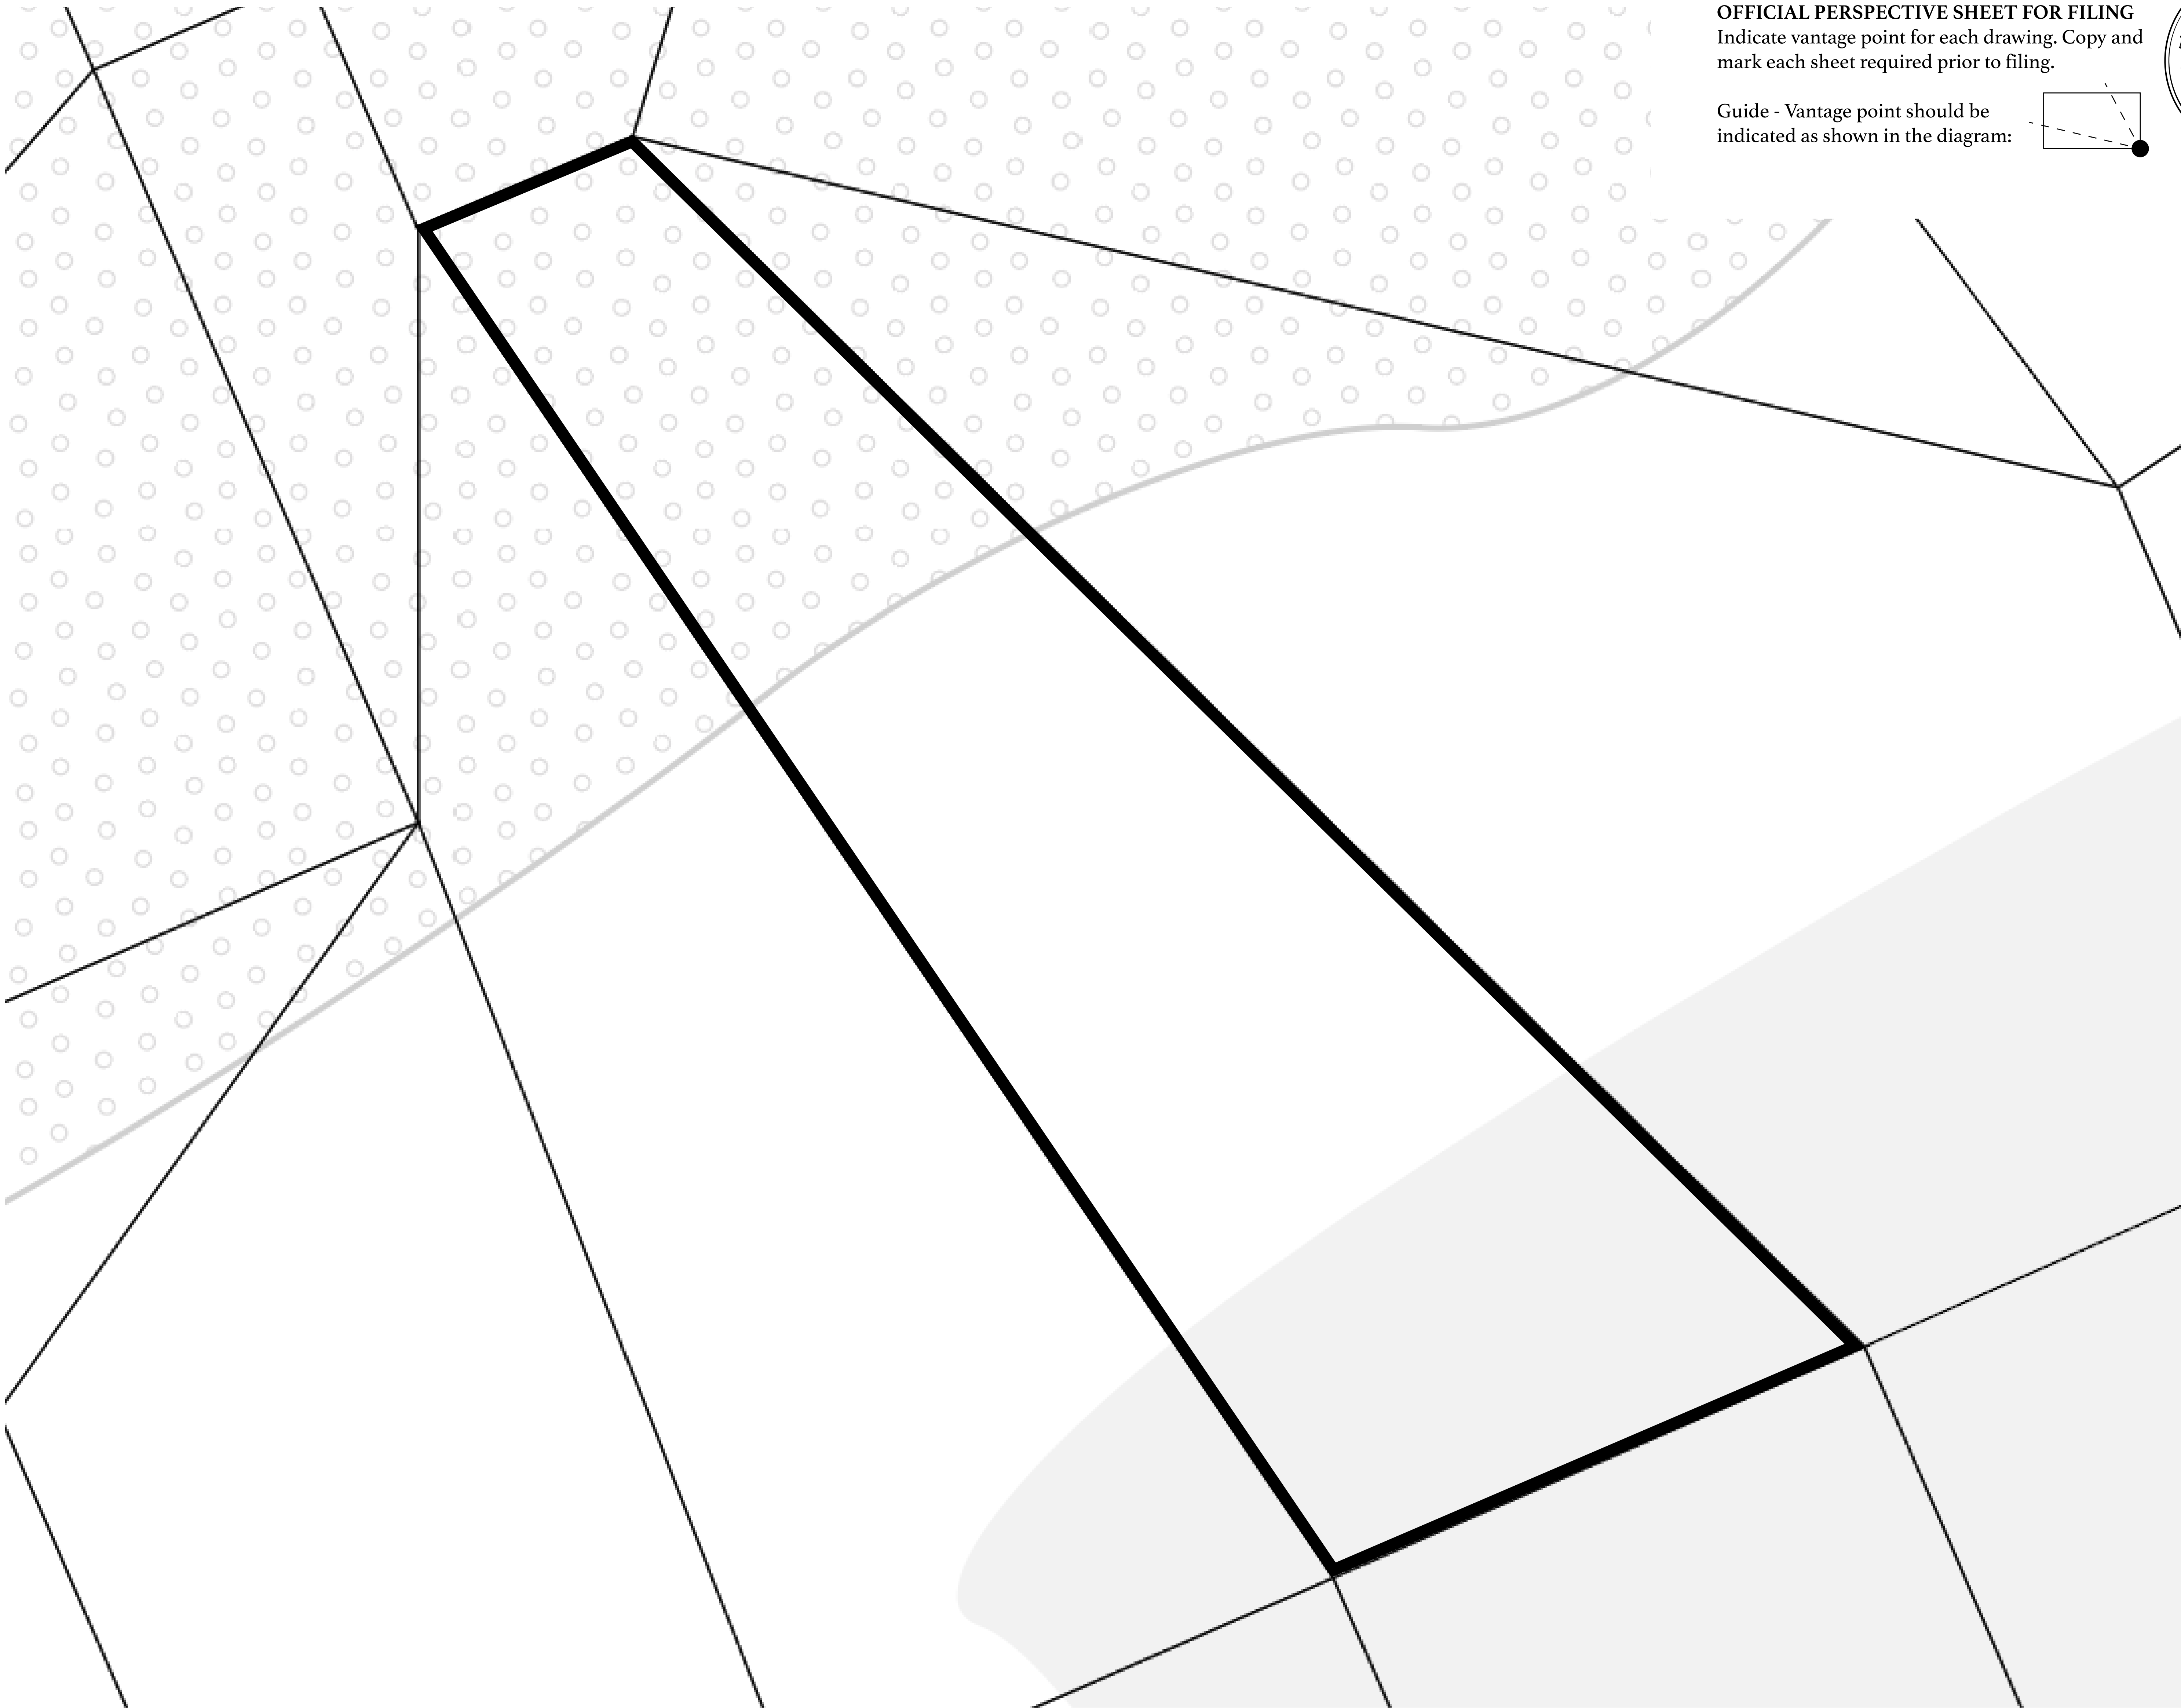 OFFICIAL PERSPECTIVE SHEET FOR FILING
Indicate vantage point for each drawing. Copy and
mark each sheet required prior to filing.
Guide - Vantage point should be
indicated as shown in the diagram: